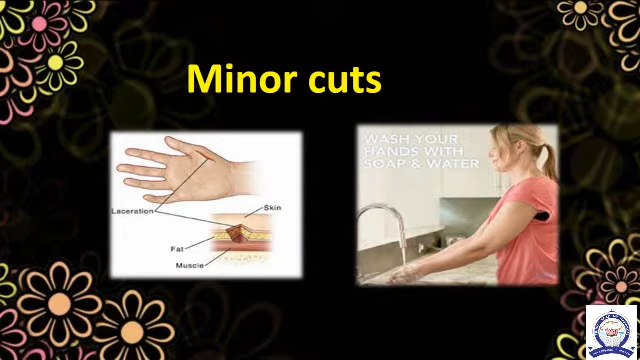 Minor cuts
Laceration
Skin
Fat
Muscle
WASH YOUR
HANDS WITH
SOAP & WATER